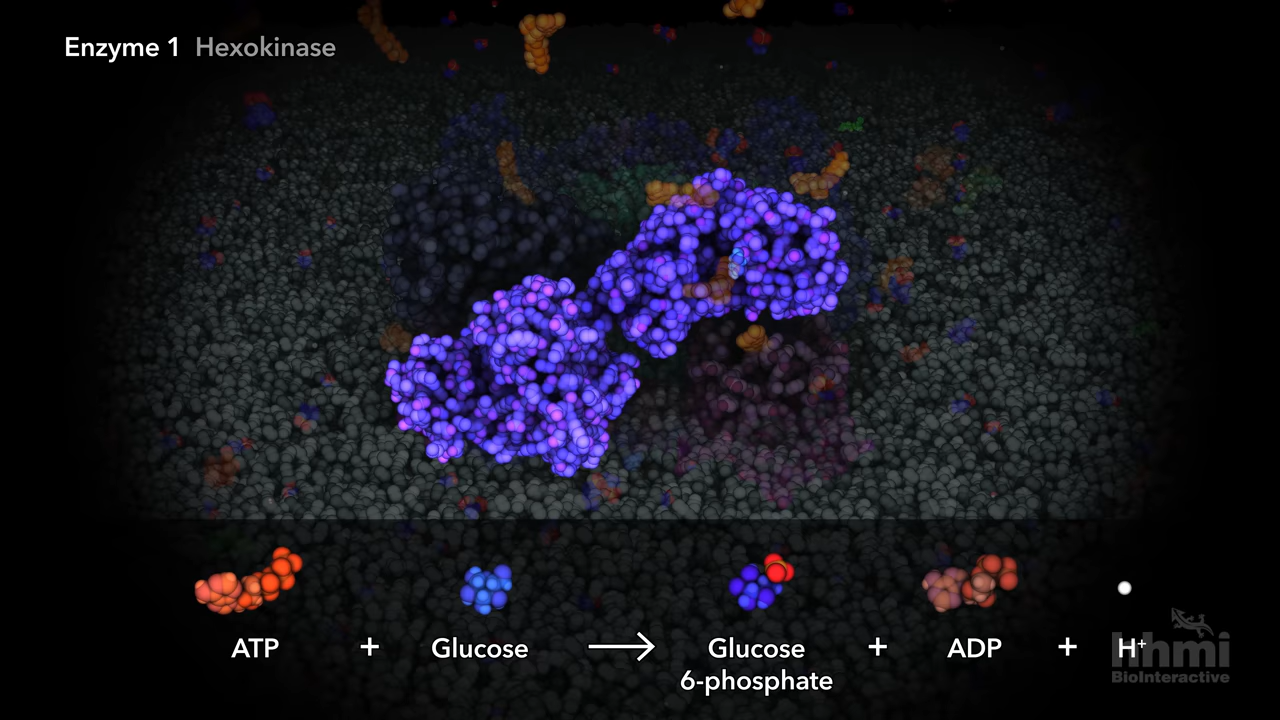 Enzyme 1 Hexokinase
ATP + Glucose → Glucose 6-phosphate + ADP + H⁺
hhmi
BioInteractive